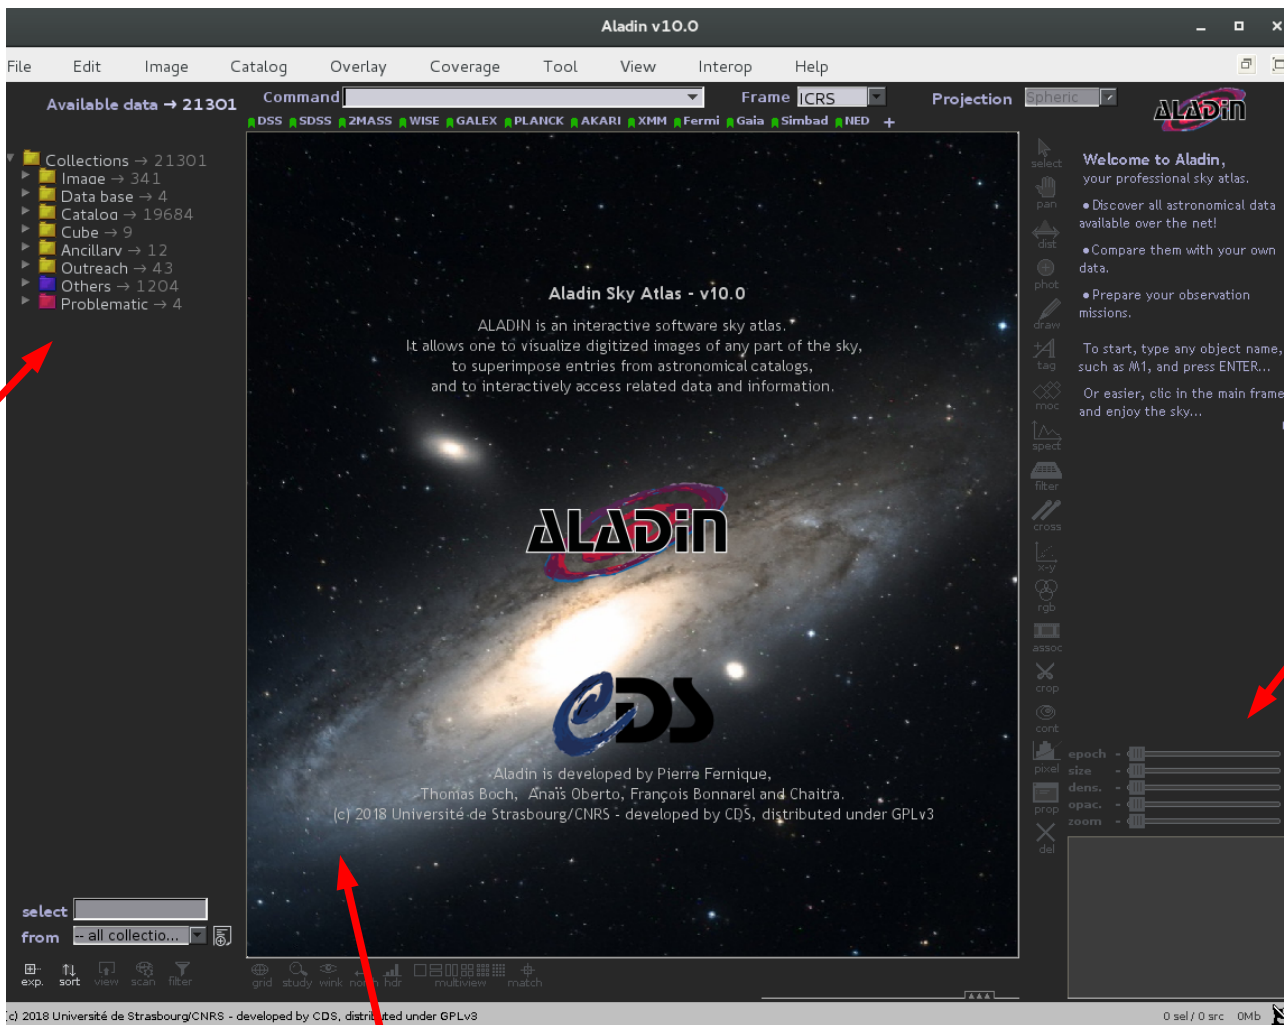 Aladin v10.0
File Edit Image Catalog Overlay Coverage Tool View Interop Help
Available data → 21301
Command
Frame ICRS
Projection Spheric
DSS SDSS 2MASS WISE GALEX PLANCK AKARI XMM Fermi Gaia Simbad NED +
ALADiN
Collections → 21301
Image → 341
Data base → 4
Catalog → 19684
Cube → 9
Ancillary → 12
Outreach → 43
Others → 1204
Problematic → 4
Aladin Sky Atlas - v10.0
ALADIN is an interactive software sky atlas.
It allows one to visualize digitized images of any part of the sky,
to superimpose entries from astronomical catalogs,
and to interactively access related data and information.
ALADiN
CDS
Aladin is developed by Pierre Fernique,
Thomas Boch, Anaïs Oberto, François Bonnarel and Chaitra.
(c) 2018 Université de Strasbourg/CNRS - developed by CDS, distributed under GPLv3
select
pan
dist
phot
draw
tag
moc
spect
filter
cross
x-y
rgb
assoc
crop
cont
pixel
prop
del
Welcome to Aladin,
your professional sky atlas.
• Discover all astronomical data
available over the net!
• Compare them with your own
data.
• Prepare your observation
missions.
To start, type any object name,
such as M1, and press ENTER...
Or easier, clic in the main frame
and enjoy the sky...
epoch -
size -
dens. -
opac. -
zoom -
select
from -- all collectio...
exp. sort view scan filter
grid study wink north hdr multiview match
(c) 2018 Université de Strasbourg/CNRS - developed by CDS, distributed under GPLv3
0 sel / 0 src 0Mb